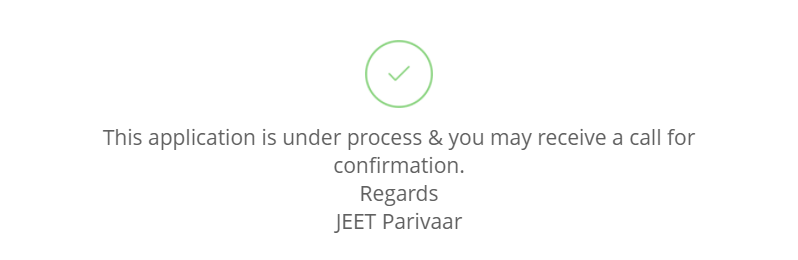 This application is under process & you may receive a call for
confirmation.
Regards
JEET Parivaar